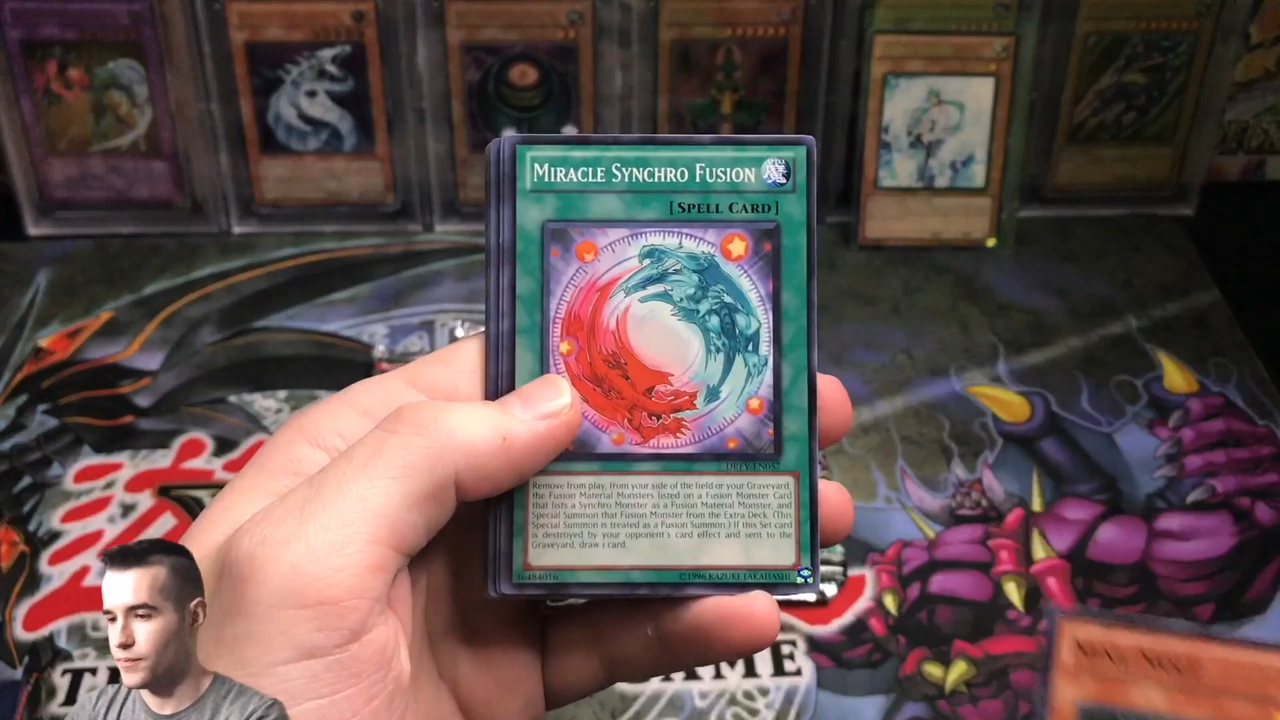 MIRACLE SYNCHRO FUSION
[SPELL CARD]
DREV-EN057
Remove from play, from your side of the field or your Graveyard,
the Fusion Material Monsters listed on a Fusion Monster Card
that lists a Synchro Monster as a Fusion Material Monster, and
Special Summon that Fusion Monster from the Extra Deck. (This
Special Summon is treated as a Fusion Summon.) If this Set card
is destroyed by your opponent's card effect and sent to the
Graveyard, draw 1 card.
36484016
©1996 KAZUKI TAKAHASHI
GAME